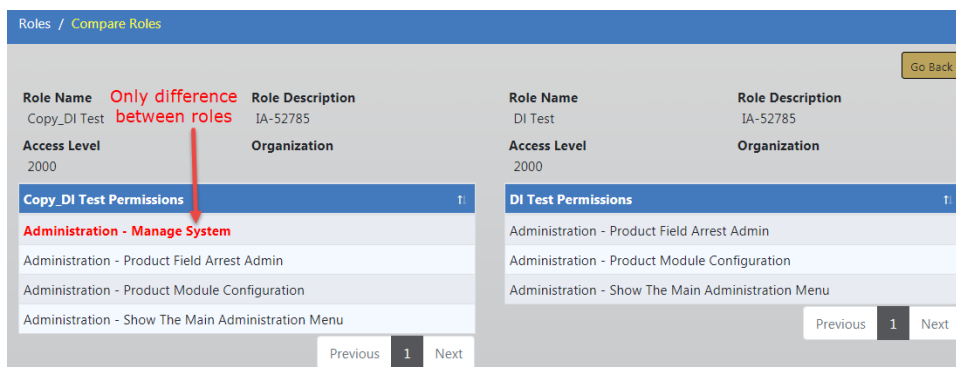 Roles / Compare Roles
Go Back
Role Name
Only difference between roles
Role Description
Copy_DI Test
IA-52785
Access Level
Organization
2000
Role Name
Role Description
DI Test
IA-52785
Access Level
Organization
2000
Copy_DI Test Permissions
Administration - Manage System
Administration - Product Field Arrest Admin
Administration - Product Module Configuration
Administration - Show The Main Administration Menu
Previous 1 Next
DI Test Permissions
Administration - Product Field Arrest Admin
Administration - Product Module Configuration
Administration - Show The Main Administration Menu
Previous 1 Next